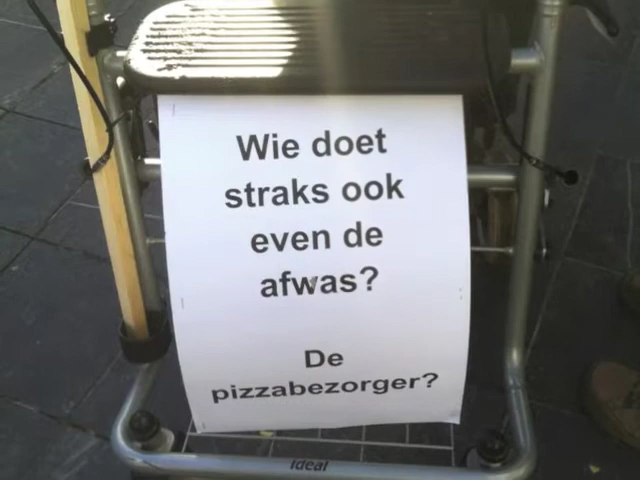 Wie doet
straks ook
even de
afwas?
De
pizzabezorger?
ideal